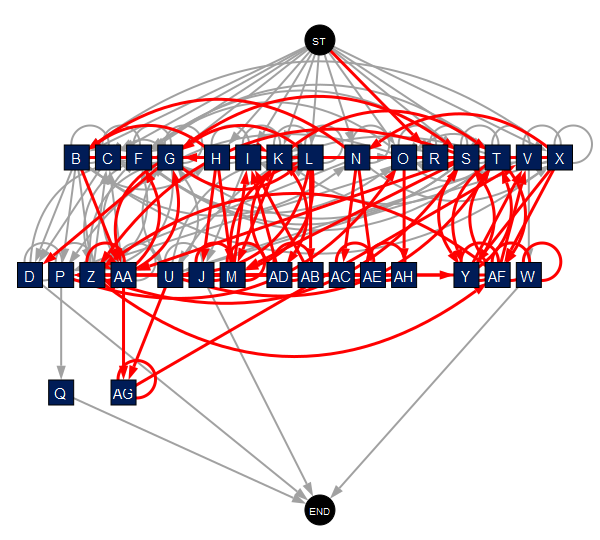 ST
B C F G H I K L N O R S T V X
D P Z AA U J M AD AB AC AE AH Y AF W
Q AG
END